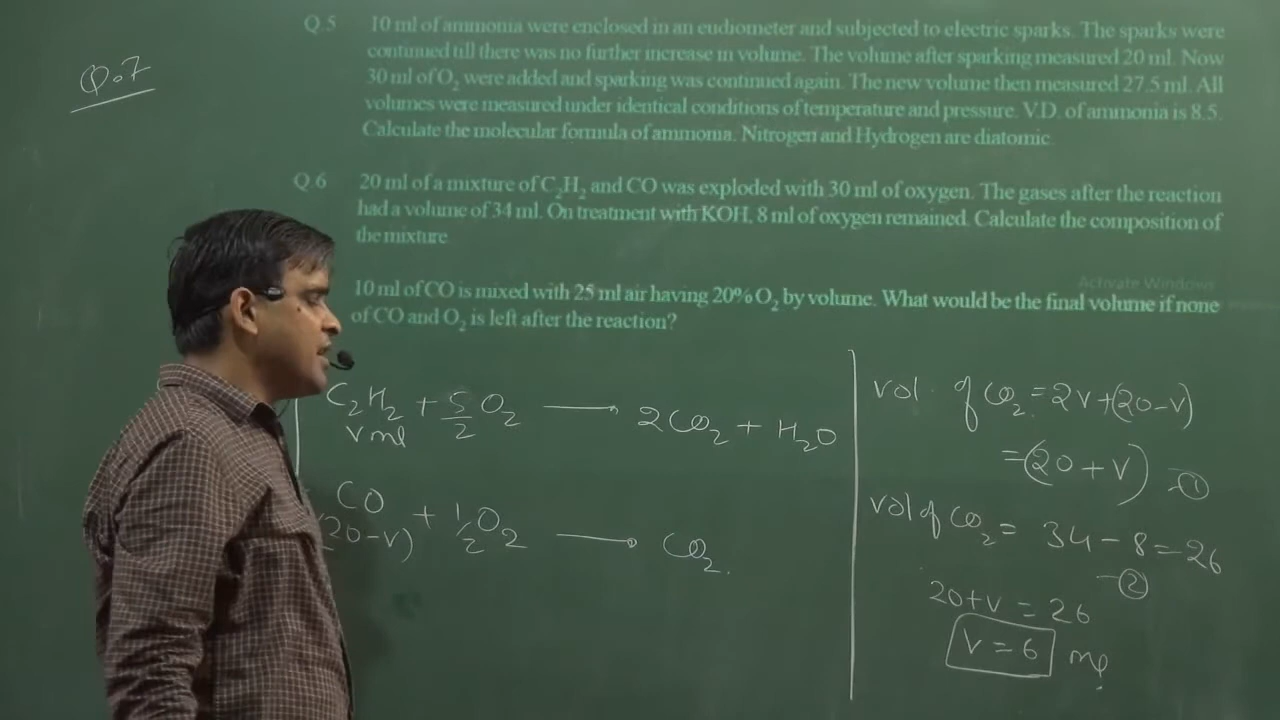 Q.7
Q.5 10 ml of ammonia were enclosed in an eudiometer and subjected to electric sparks. The sparks were
continued till there was no further increase in volume. The volume after sparking measured 20 ml. Now
30 ml of O₂ were added and sparking was continued again. The new volume then measured 27.5 ml. All
volumes were measured under identical conditions of temperature and pressure. V.D. of ammonia is 8.5.
Calculate the molecular formula of ammonia. Nitrogen and Hydrogen are diatomic.
Q.6 20 ml of a mixture of C₂H₂ and CO was exploded with 30 ml of oxygen. The gases after the reaction
had a volume of 34 ml. On treatment with KOH, 8 ml of oxygen remained. Calculate the composition of
the mixture
Activate Windows
10 ml of CO is mixed with 25 ml air having 20% O₂ by volume. What would be the final volume if none
of CO and O₂ is left after the reaction?
C₂H₂ + 5/2 O₂ → 2CO₂ + H₂O
V ml
CO + 1/2 O₂ → CO₂.
(20-V)
vol. of CO₂ = 2V+(20-V)
=(20+V) -①
vol of CO₂ = 34-8=26
-②
20+V = 26
V = 6 ml